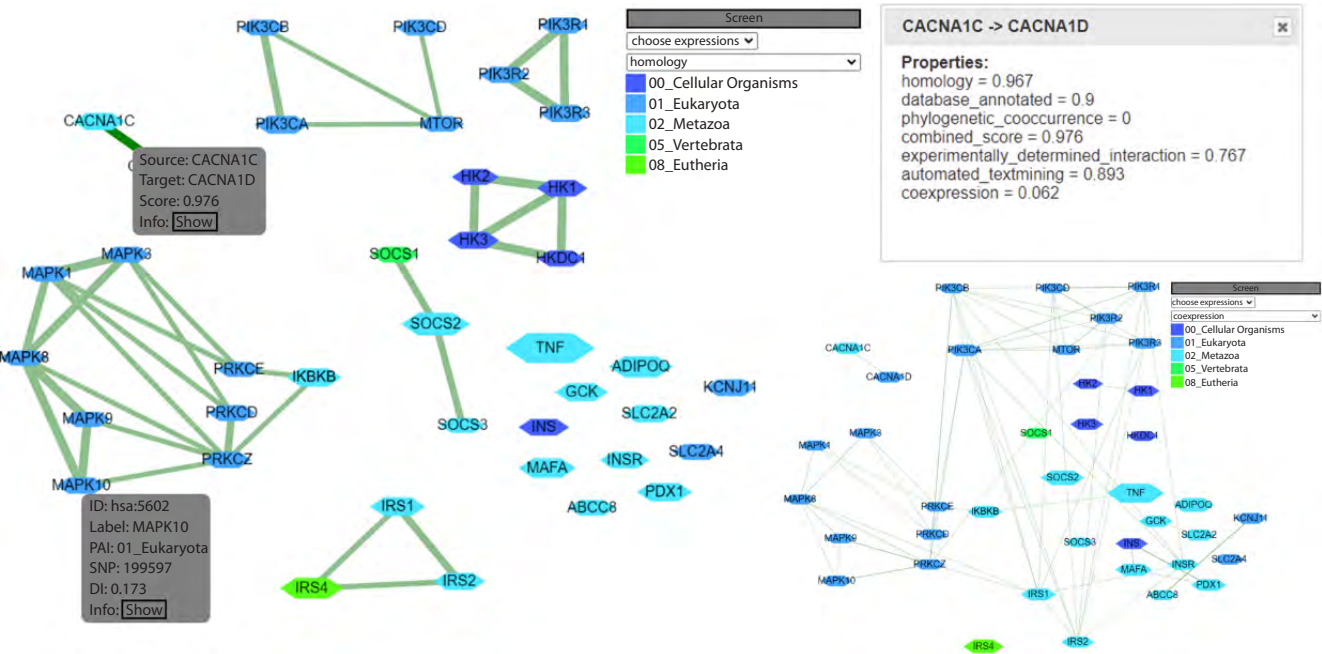 PIK3CB
PIK3CD
PIK3R1
PIK3R2
PIK3R3
PIK3CA
MTOR
CACNA1C
Source: CACNA1C
Target: CACNA1D
Score: 0.976
Info: Show
HK2
HK1
HK3
HKDC1
MAPK3
MAPK1
MAPK8
PRKCE
IKBKB
MAPK9
PRKCD
PRKCZ
MAPK10
ID: hsa:5602
Label: MAPK10
PAI: 01_Eukaryota
SNP: 199597
DI: 0.173
Info: Show
SOCS1
SOCS2
SOCS3
TNF
ADIPOQ
GCK
KCNJ11
SLC2A2
INS
SLC2A4
MAFA
INSR
PDX1
ABCC8
IRS1
IRS4
IRS2
Screen
choose expressions
homology
00_Cellular Organisms
01_Eukaryota
02_Metazoa
05_Vertebrata
08_Eutheria
CACNA1C -> CACNA1D
Properties:
homology = 0.967
database_annotated = 0.9
phylogenetic_cooccurrence = 0
combined_score = 0.976
experimentally_determined_interaction = 0.767
automated_textmining = 0.893
coexpression = 0.062
PIK3CB
PIK3CD
PIK3R1
PIK3R2
PIK3CA
MTOR
PIK3R3
CACNA1C
CACNA1D
HK2
HK1
HK3
HKDC1
SOCS1
MAPK3
MAPK1
SOCS2
MAPK8
TNF
PRKCE
IKBKB
ADIPOQ
GCK
KCNJ11
PRKCD
SLC2A2
MAPK9
SOCS3
INS
SLC2A4
PRKCZ
MAFA
INSR
MAPK10
PDX1
IRS1
ABCC8
IRS4
IRS2
Screen
choose expressions
coexpression
00_Cellular Organisms
01_Eukaryota
02_Metazoa
05_Vertebrata
08_Eutheria